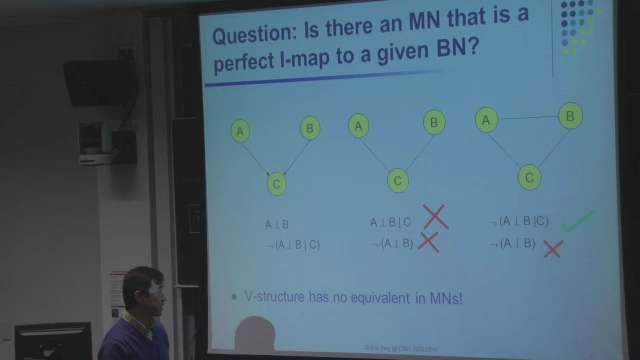 Question: Is there an MN that is a
perfect I-map to a given BN?
A B A B A B
C C C
A ⊥ B A ⊥ B | C ¬ (A ⊥ B |C)
¬ (A ⊥ B | C) ¬ (A ⊥ B) ¬ (A ⊥ B)
V-structure has no equivalent in MNs!